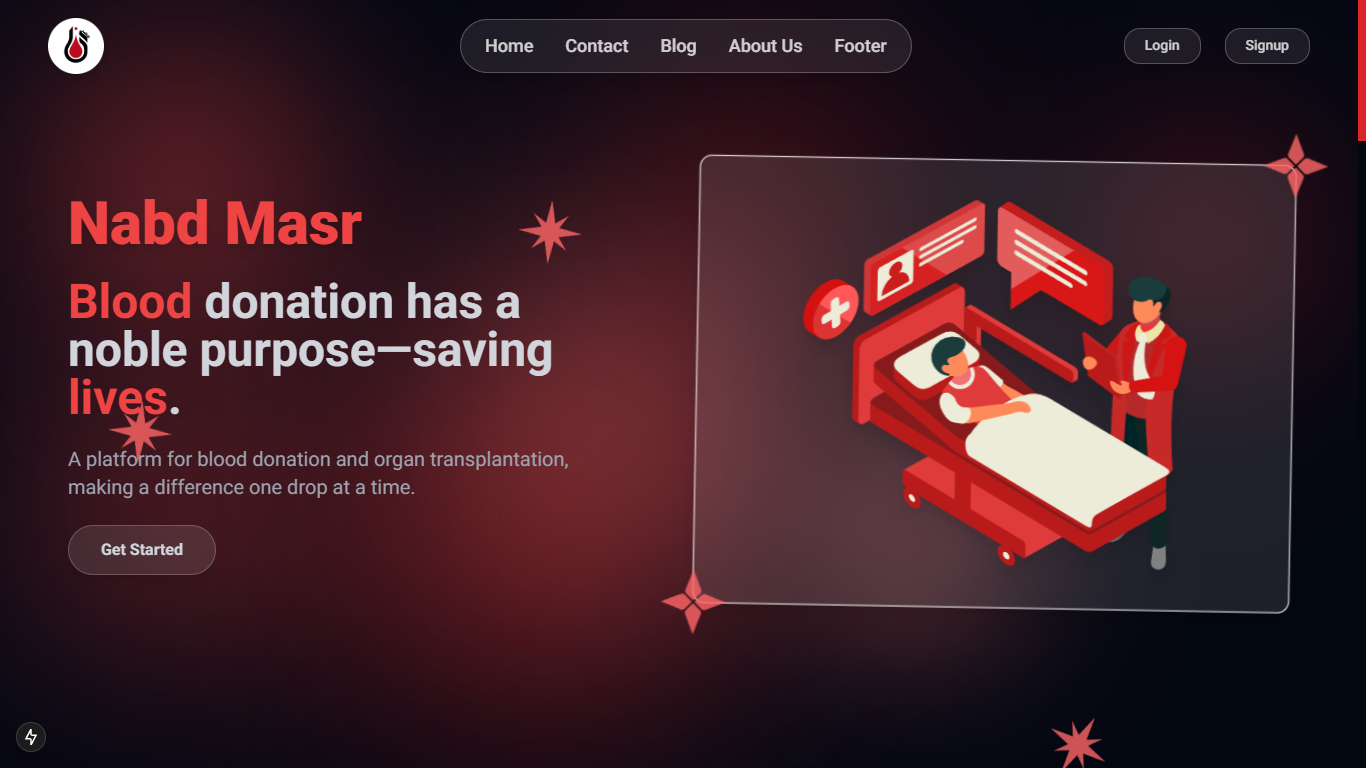 Home Contact Blog About Us Footer
Login Signup
Nabd Masr
Blood donation has a
noble purpose—saving
lives.
A platform for blood donation and organ transplantation,
making a difference one drop at a time.
Get Started